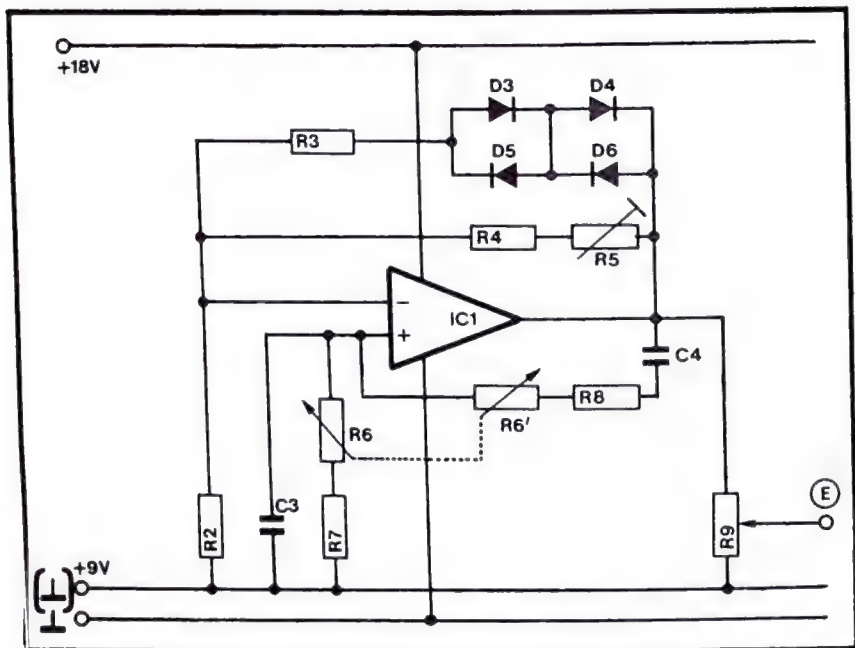 +18V
D3
D4
R3
D5
D6
R4
R5
−
IC1
+
C4
R6
R6'
R8
C3
R2
R7
R9
E
+9V